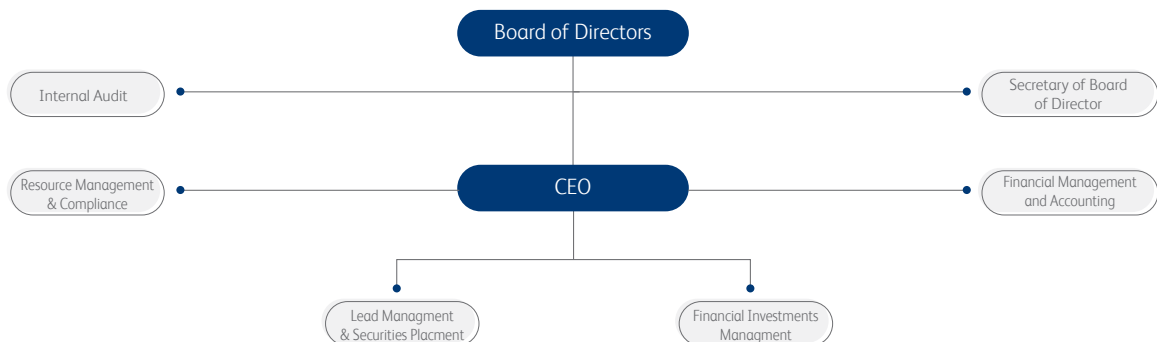 Board of Directors
Internal Audit
Secretary of Board
of Director
Resource Management
& Compliance
CEO
Financial Management
and Accounting
Lead Managment
& Securities Placment
Financial Investments
Managment